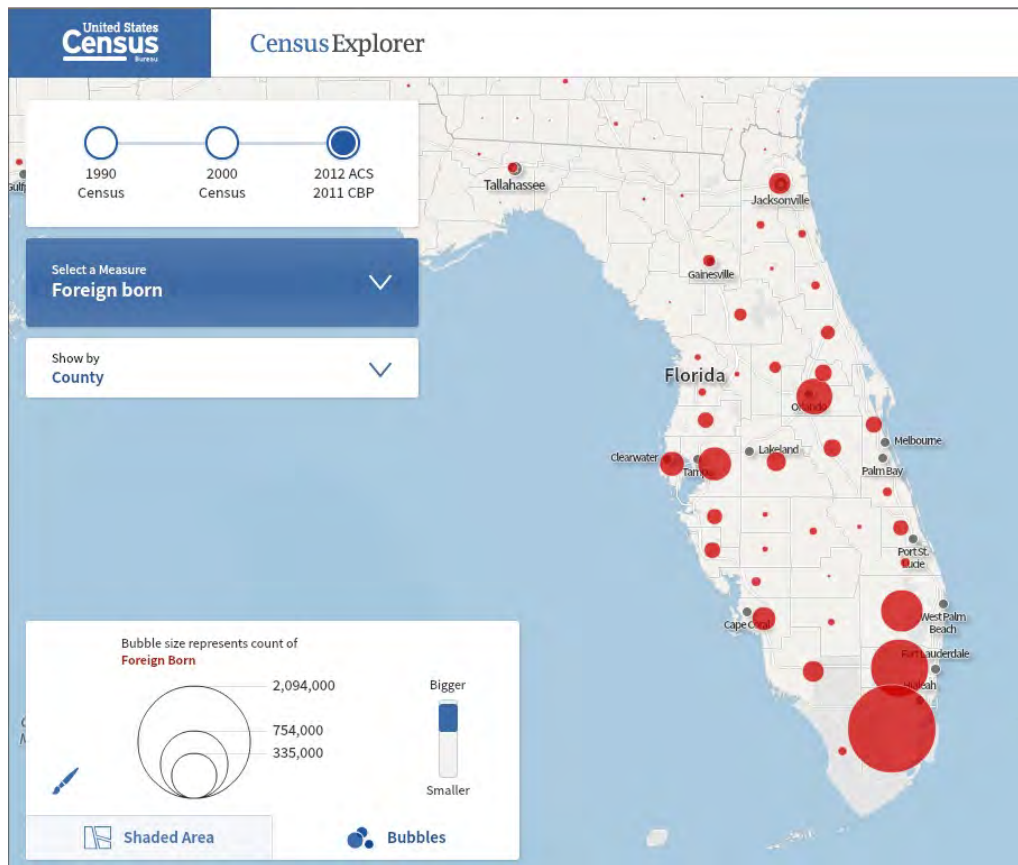 United States
Census
Bureau
Census Explorer
1990
Census
2000
Census
2012 ACS
2011 CBP
Select a Measure
Foreign born
Show by
County
Tallahassee
Jacksonville
Gainesville
Florida
Orlando
Melbourne
Clearwater
Tampa
Lakeland
Palm Bay
Port St.
Lucie
Cape Coral
West Palm
Beach
Fort Lauderdale
Hialeah
Bubble size represents count of
Foreign Born
2,094,000
754,000
335,000
Bigger
Smaller
Shaded Area
Bubbles